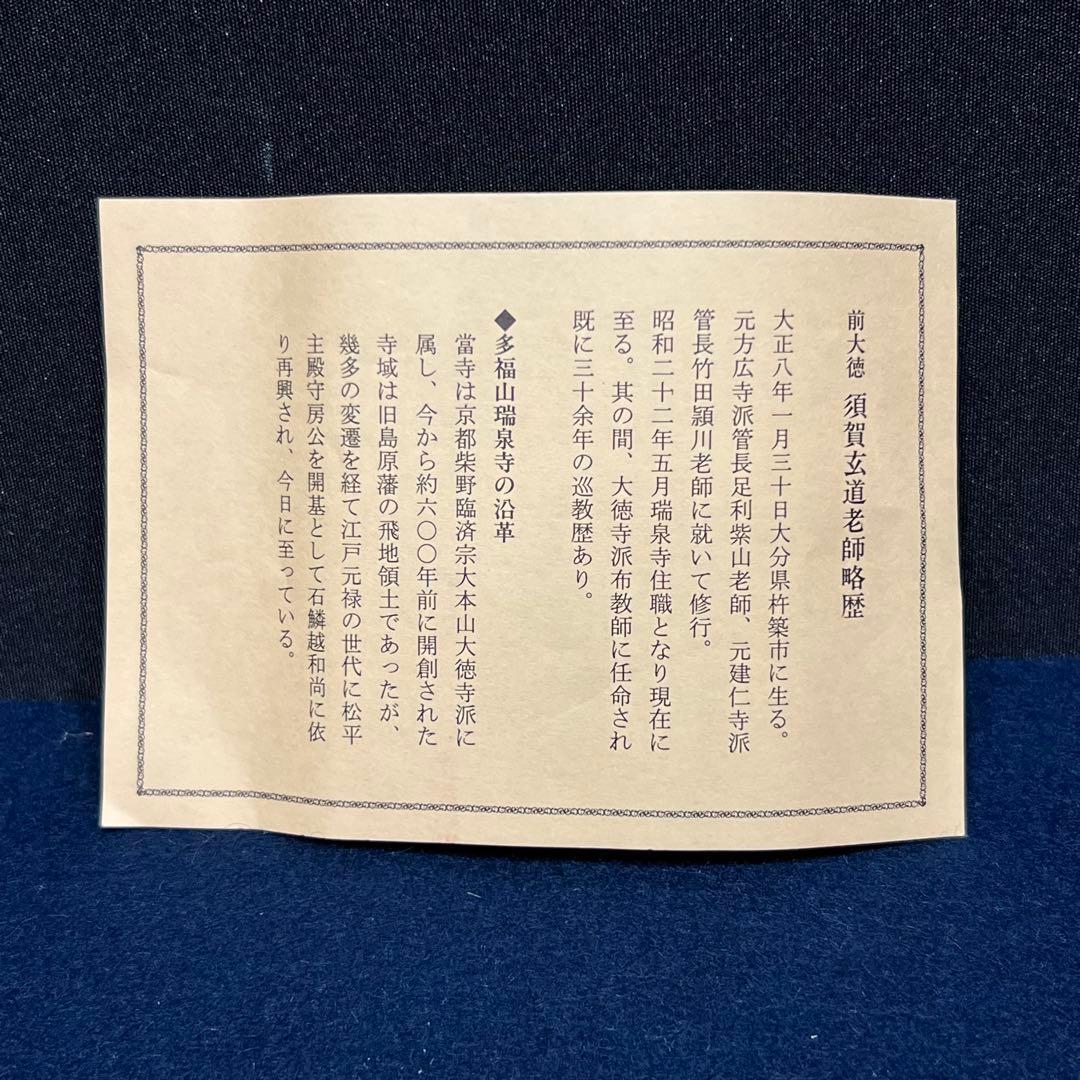 前大徳 須賀玄道老師略歴
大正八年一月三十日大分県杵築市に生る。
元方広寺派管長足利紫山老師、元建仁寺派
管長竹田頴川老師に就いて修行。
昭和二十二年五月瑞泉寺住職となり現在に
至る。其の間、大徳寺派布教師に任命され
既に三十余年の巡教歴あり。
◆多福山瑞泉寺の沿革
當寺は京都柴野臨済宗大本山大徳寺派に
属し、今から約六〇〇年前に開創された
寺域は旧島原藩の飛地領土であったが、
幾多の変遷を経て江戸元禄の世代に松平
主殿守房公を開基として石鱗越和尚に依
り再興され、今日に至っている。